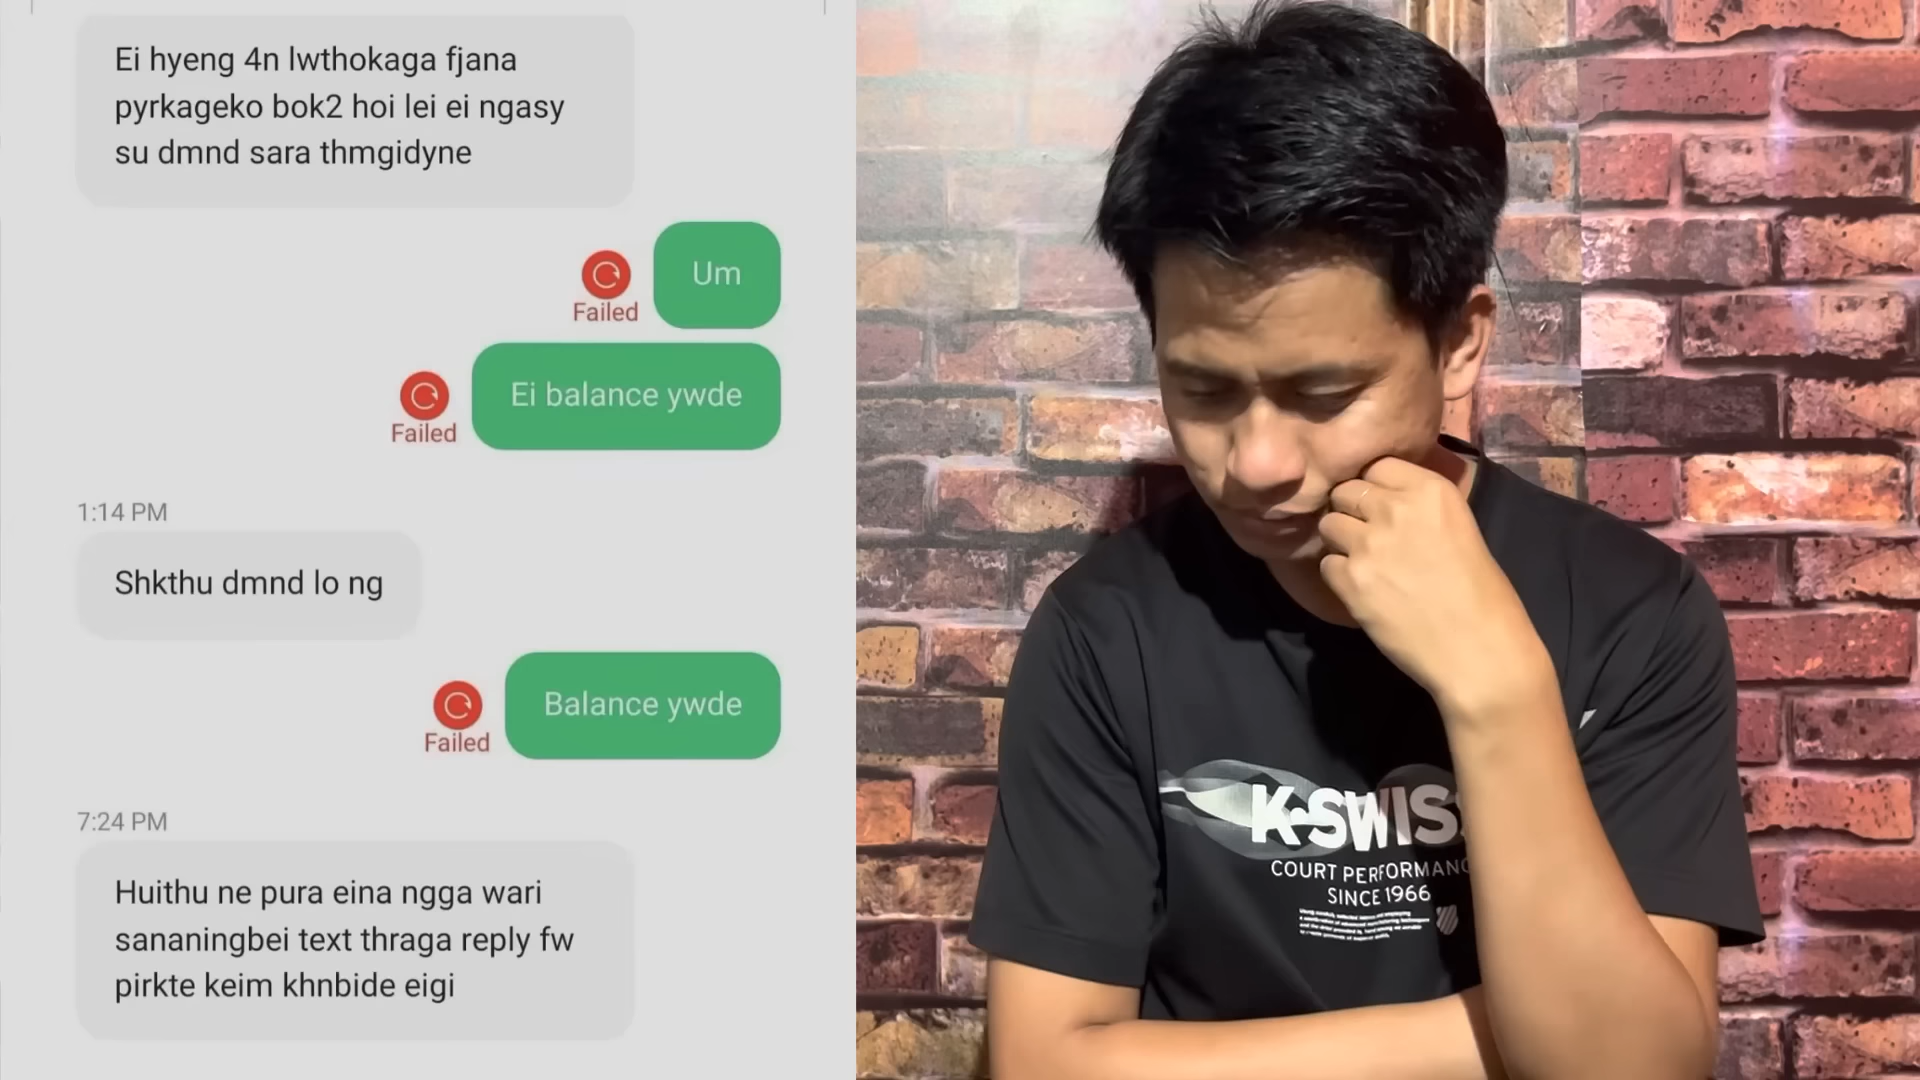 Ei hyeng 4n lwthokaga fjana
pyrkageko bok2 hoi lei ei ngasy
su dmnd sara thmgidyne
Um
Failed
Ei balance ywde
Failed
1:14 PM
Shkthu dmnd lo ng
Balance ywde
Failed
7:24 PM
Huithu ne pura eina ngga wari
sananingbei text thraga reply fw
pirkte keim khnbide eigi
K·SWIS
COURT PERFORMANC
SINCE 1966